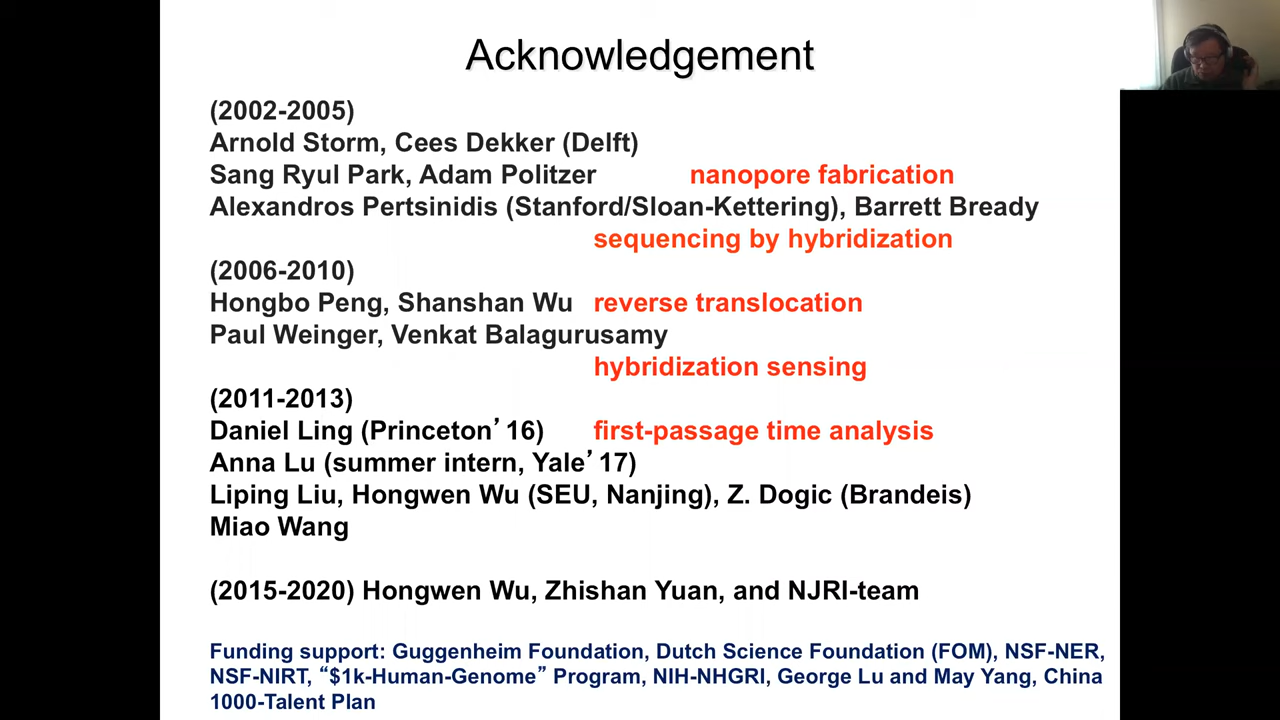 Acknowledgement
(2002-2005)
Arnold Storm, Cees Dekker (Delft)
Sang Ryul Park, Adam Politzer nanopore fabrication
Alexandros Pertsinidis (Stanford/Sloan-Kettering), Barrett Bready
sequencing by hybridization
(2006-2010)
Hongbo Peng, Shanshan Wu reverse translocation
Paul Weinger, Venkat Balagurusamy
hybridization sensing
(2011-2013)
Daniel Ling (Princeton’16) first-passage time analysis
Anna Lu (summer intern, Yale’17)
Liping Liu, Hongwen Wu (SEU, Nanjing), Z. Dogic (Brandeis)
Miao Wang
(2015-2020) Hongwen Wu, Zhishan Yuan, and NJRI-team
Funding support: Guggenheim Foundation, Dutch Science Foundation (FOM), NSF-NER,
NSF-NIRT, “$1k-Human-Genome” Program, NIH-NHGRI, George Lu and May Yang, China
1000-Talent Plan